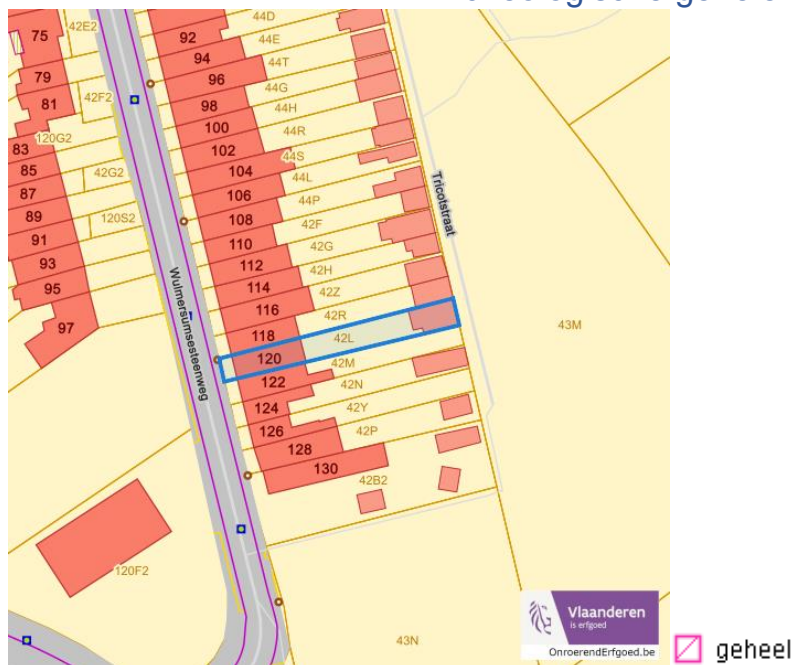 75
42E2
79
42F2
81
120G2
83
85
42G2
87
89
120S2
91
93
95
97
92
44D
94
44E
96
44T
98
44G
100
44H
102
44R
44S
104
44L
106
44P
108
42F
110
42G
112
42H
114
42Z
116
42R
118
42L
120
42M
122
42N
124
42Y
126
42P
128
130
42B2
Wulmersumsesteenweg
Tricotstraat
43M
120F2
43N
Vlaanderen
is erfgoed
OnroerendErfgoed.be
geheel